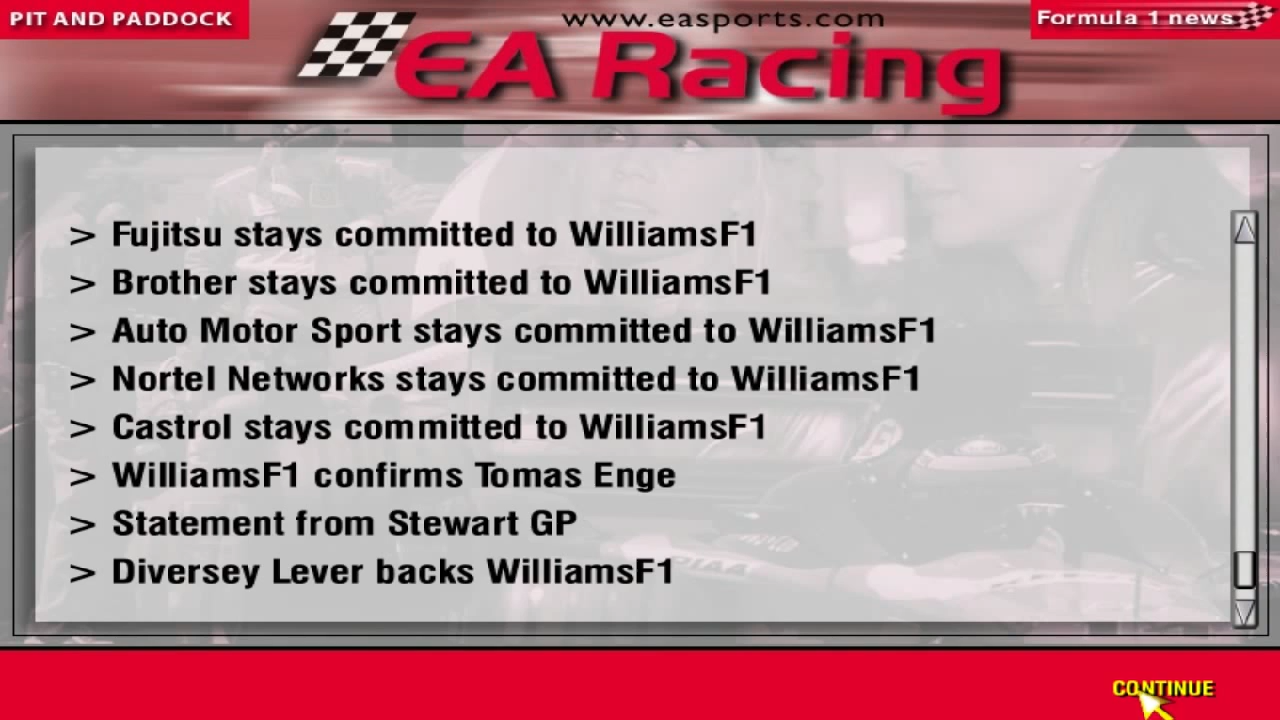 PIT AND PADDOCK
www.easports.com
Formula 1 news
EA Racing
> Fujitsu stays committed to WilliamsF1
> Brother stays committed to WilliamsF1
> Auto Motor Sport stays committed to WilliamsF1
> Nortel Networks stays committed to WilliamsF1
> Castrol stays committed to WilliamsF1
> WilliamsF1 confirms Tomas Enge
> Statement from Stewart GP
> Diversey Lever backs WilliamsF1
PIAA
CONTINUE